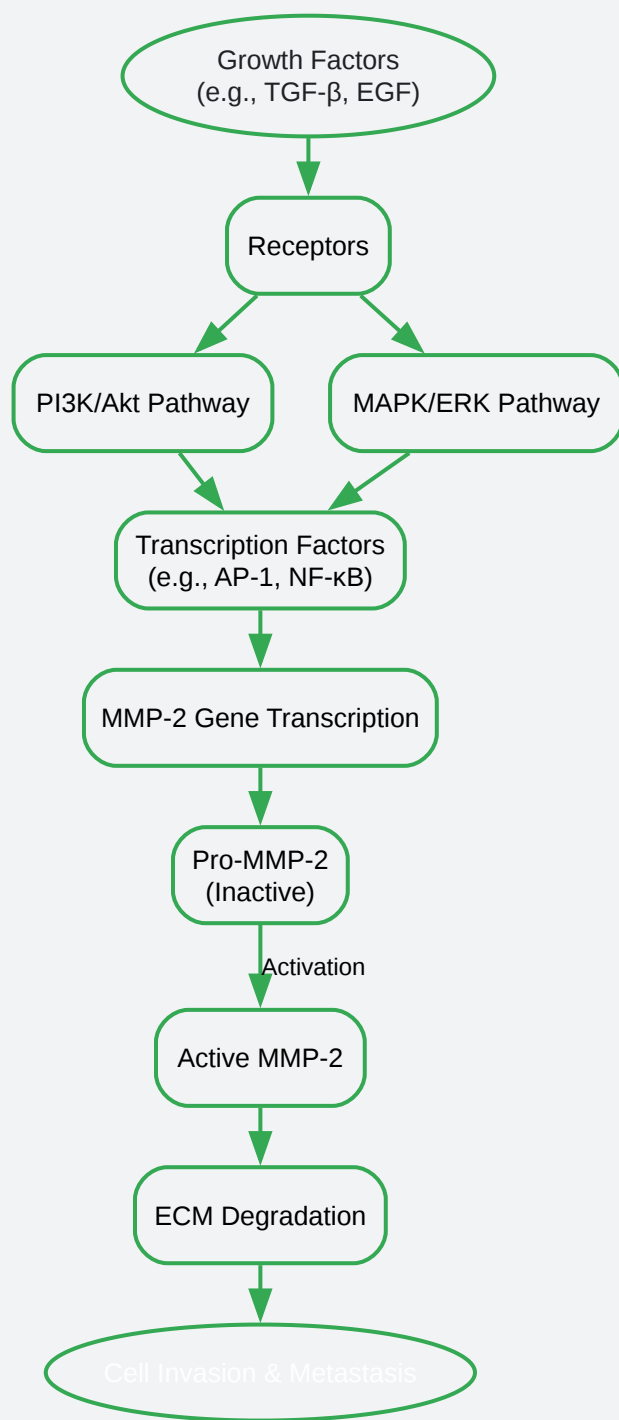 Growth Factors
(e.g., TGF-β, EGF)
Receptors
PI3K/Akt Pathway
MAPK/ERK Pathway
Transcription Factors
(e.g., AP-1, NF-κB)
MMP-2 Gene Transcription
Pro-MMP-2
(Inactive)
Activation
Active MMP-2
ECM Degradation
Cell Invasion & Metastasis